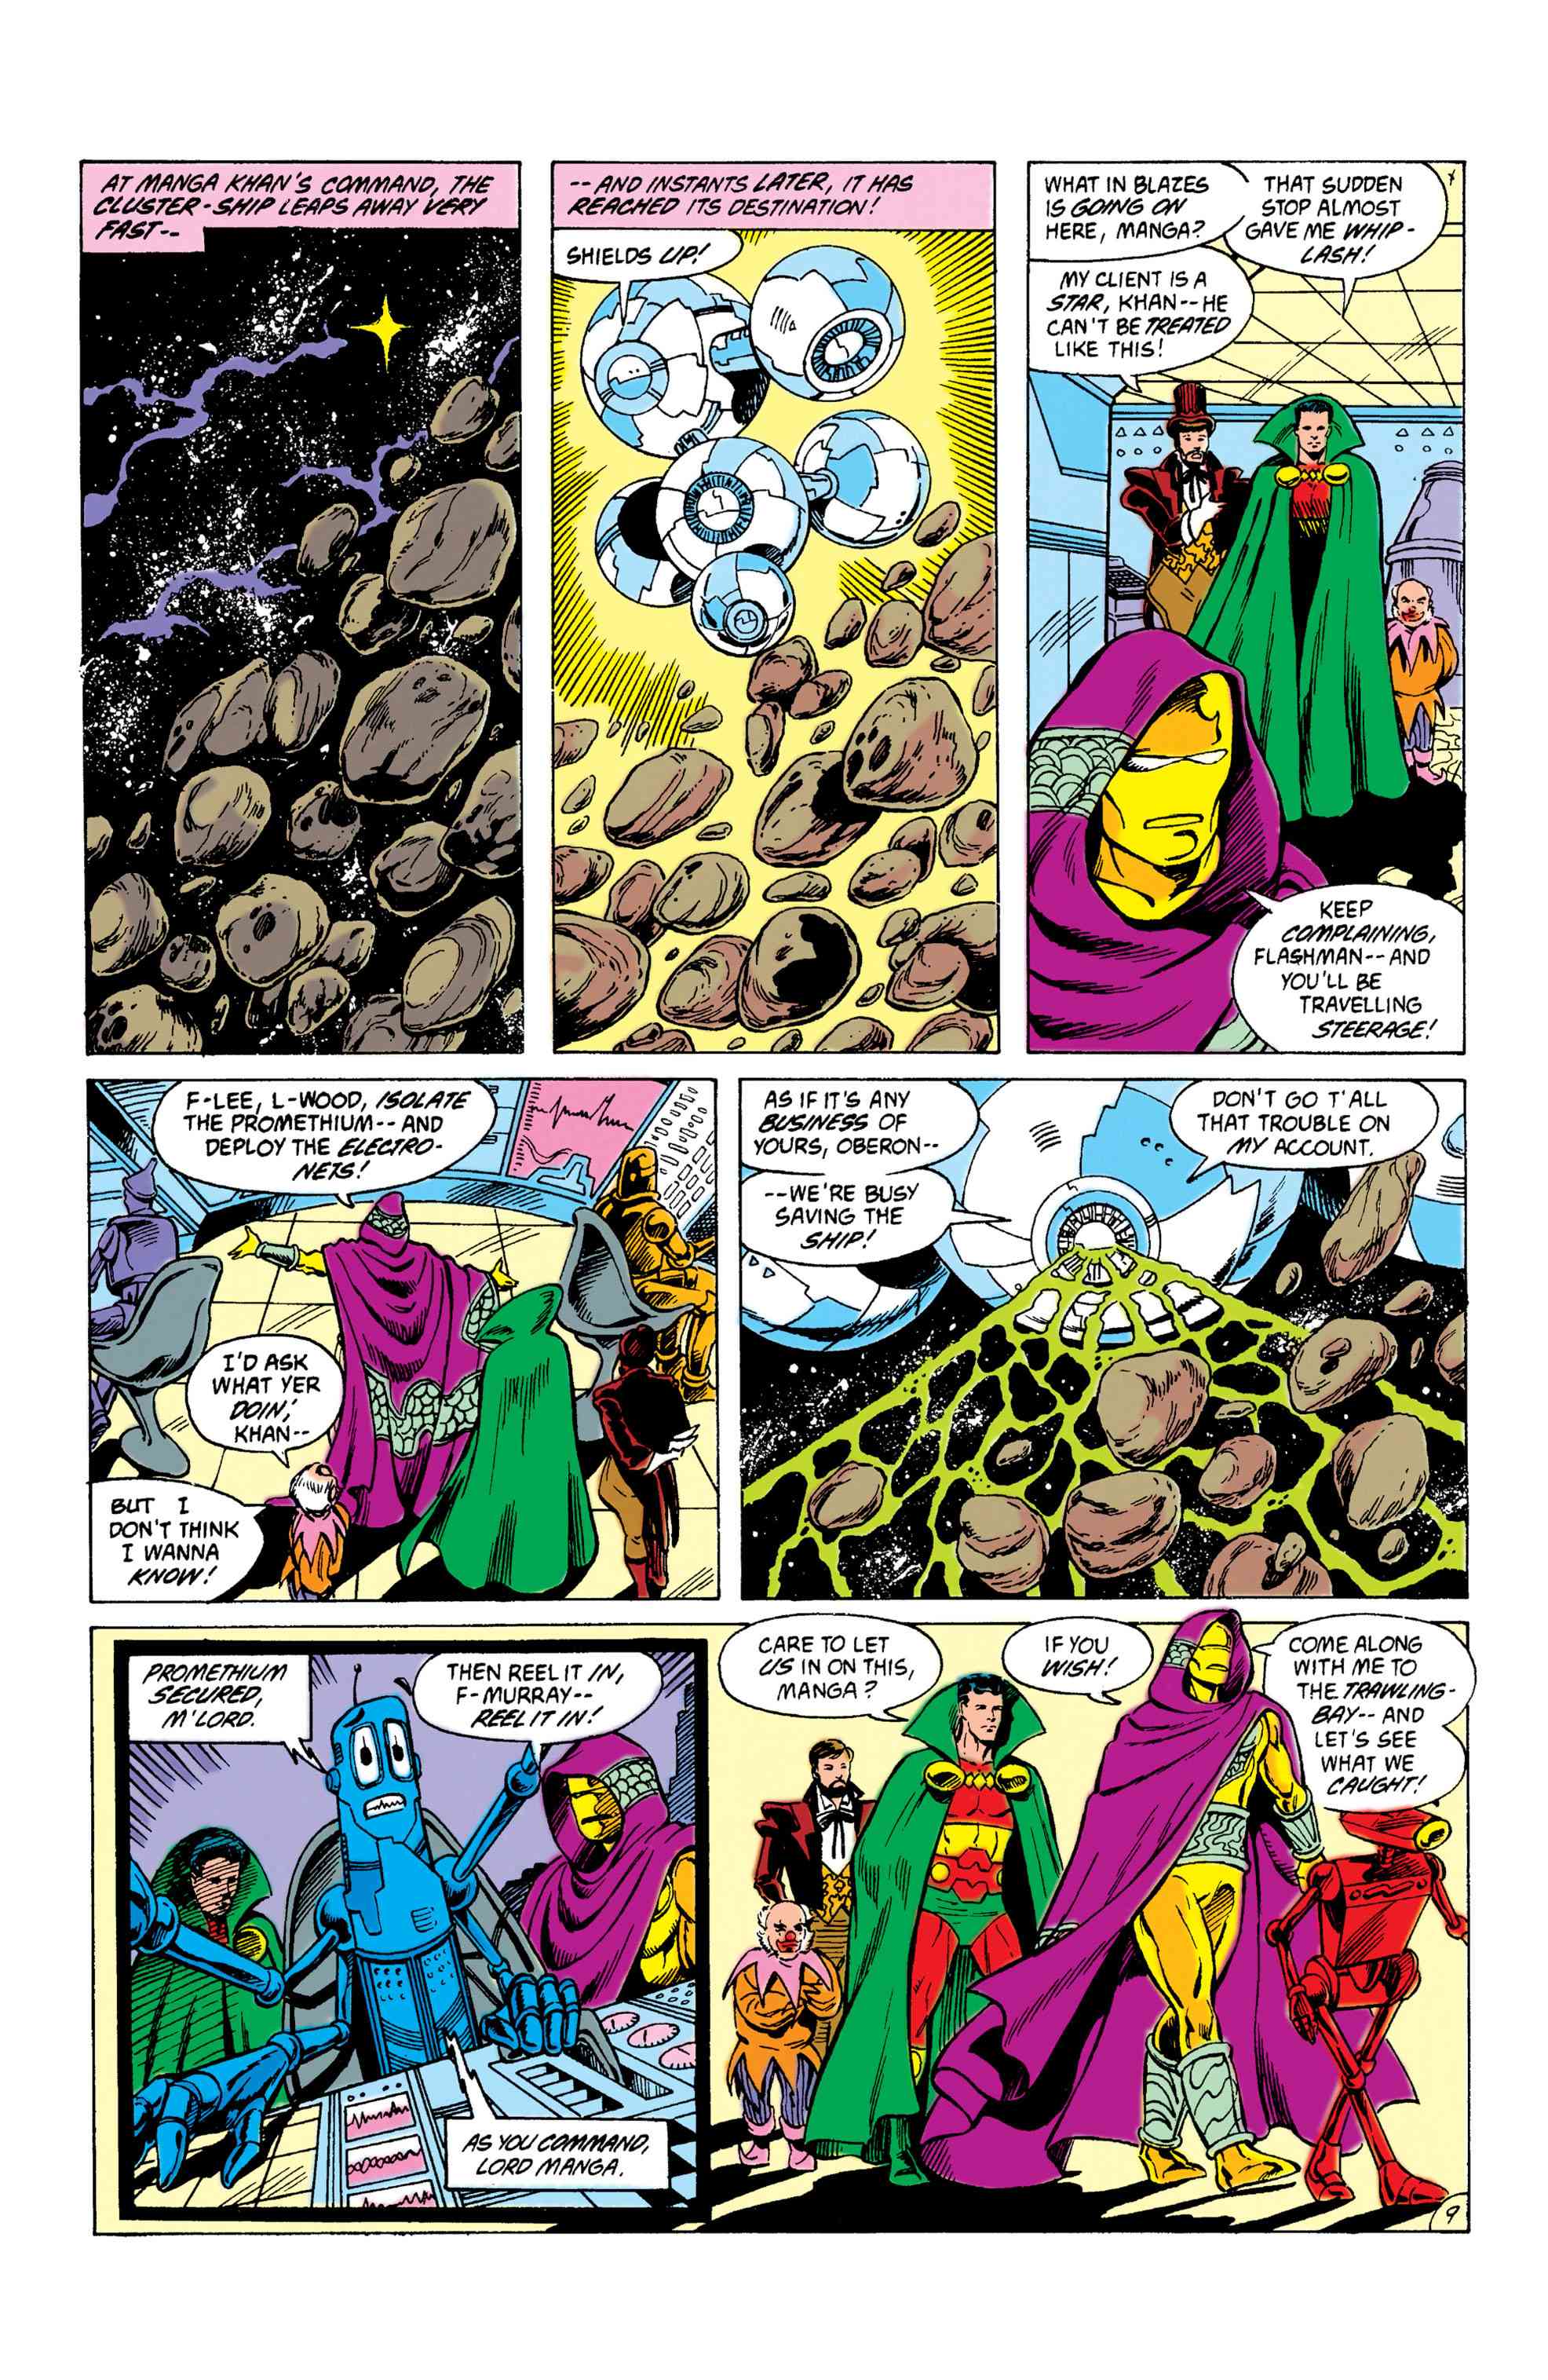 AT MANGA KHAN'S COMMAND, THE
CLUSTER-SHIP LEAPS AWAY VERY
FAST--
--AND INSTANTS LATER, IT HAS
REACHED ITS DESTINATION!
SHIELDS UP!
WHAT IN BLAZES
IS GOING ON
HERE, MANGA?
MY CLIENT IS A
STAR, KHAN--HE
CAN'T BE TREATED
LIKE THIS!
THAT SUDDEN
STOP ALMOST
GAVE ME WHIP-
LASH!
KEEP
COMPLAINING,
FLASHMAN--AND
YOU'LL BE
TRAVELLING
STEERAGE!
F-LEE, L-WOOD, ISOLATE
THE PROMETHIUM--AND
DEPLOY THE ELECTRO-
NETS!
I'D ASK
WHAT YER
DOIN',
KHAN--
BUT I
DON'T THINK
I WANNA
KNOW!
AS IF IT'S ANY
BUSINESS OF
YOURS, OBERON--
--WE'RE BUSY
SAVING THE
SHIP!
DON'T GO T'ALL
THAT TROUBLE ON
MY ACCOUNT.
PROMETHIUM
SECURED,
M'LORD.
THEN REEL IT IN,
F-MURRAY--
REEL IT IN!
AS YOU COMMAND,
LORD MANGA.
CARE TO LET
US IN ON THIS,
MANGA?
IF YOU
WISH!
COME ALONG
WITH ME TO
THE TRAWLING-
BAY--AND
LET'S SEE
WHAT WE
CAUGHT!
9